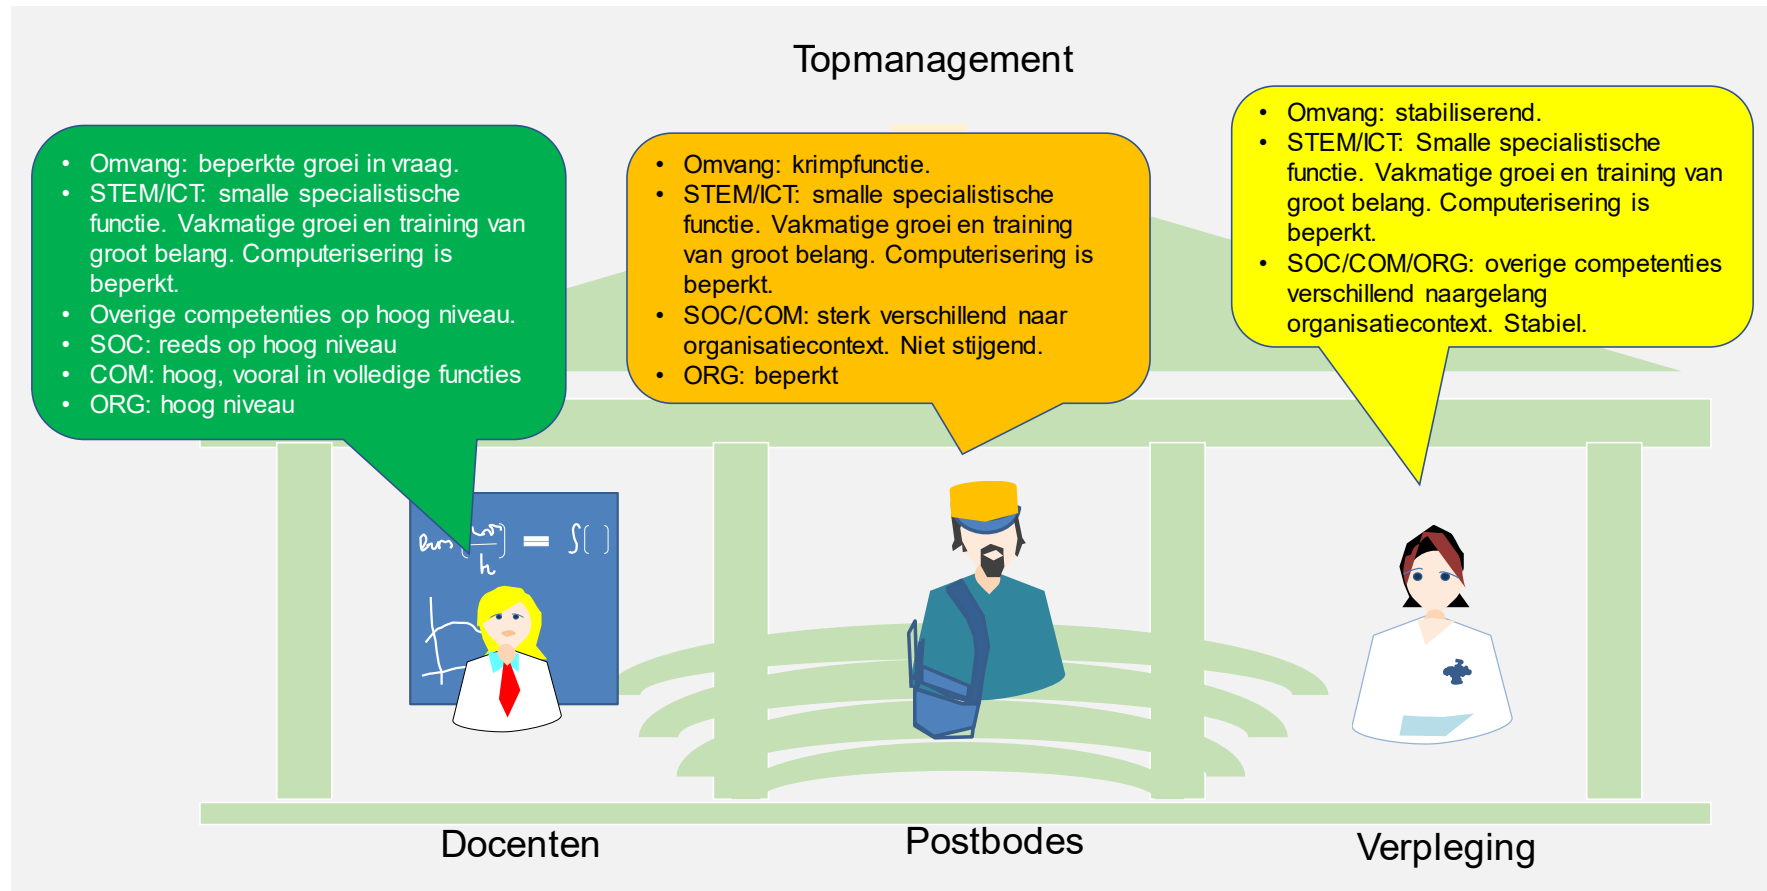 Topmanagement
• Omvang: beperkte groei in vraag.
• STEM/ICT: smalle specialistische
functie. Vakmatige groei en training van
groot belang. Computerisering is
beperkt.
• Overige competenties op hoog niveau.
• SOC: reeds op hoog niveau
• COM: hoog, vooral in volledige functies
• ORG: hoog niveau
• Omvang: krimpfunctie.
• STEM/ICT: smalle specialistische
functie. Vakmatige groei en training
van groot belang. Computerisering is
beperkt.
• SOC/COM: sterk verschillend naar
organisatiecontext. Niet stijgend.
• ORG: beperkt
• Omvang: stabiliserend.
• STEM/ICT: Smalle specialistische
functie. Vakmatige groei en training van
groot belang. Computerisering is
beperkt.
• SOC/COM/ORG: overige competenties
verschillend naargelang
organisatiecontext. Stabiel.
Docenten
Postbodes
Verpleging